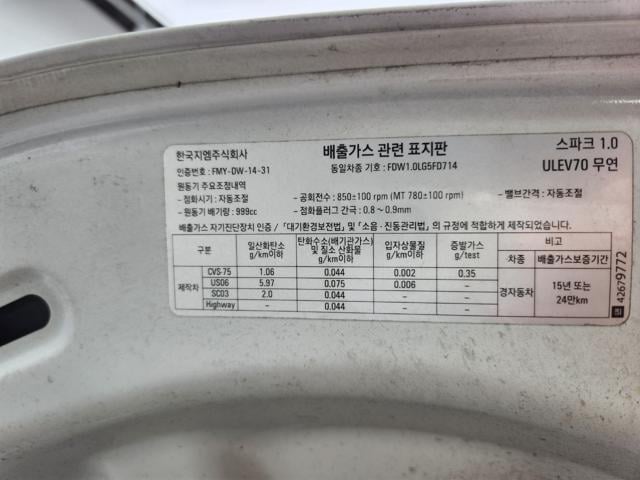 한국지엠주식회사 배출가스 관련 표지판 스파크 1.0
인증번호 : FMY-DW-14-31 동일차종 기호 : FDW1.0LG5FD714 ULEV70 무연
원동기 주요조정내역
- 점화시기 : 자동조절 - 공회전수 : 850±100 rpm (MT 780±100 rpm) - 밸브간격 : 자동조절
- 원동기 배기량 : 999cc - 점화플러그 간극 : 0.8 ~ 0.9mm
배출가스 자기진단장치 인증 / 「대기환경보전법」 및 「소음·진동관리법」의 규정에 적합하게 제작되었습니다.
구분 일산화탄소 g/km이하 탄화수소(배기관가스) 및 질소 산화물 g/km이하 입자상물질 g/km이하 증발가스 g/test 비고
차종 배출가스보증기간
제작차 CVS-75 1.06 0.044 0.002 0.35 경자동차 15년 또는 24만km
US06 5.97 0.075 0.006 -
SC03 2.0 0.044 - -
Highway - 0.044 - -
42679772